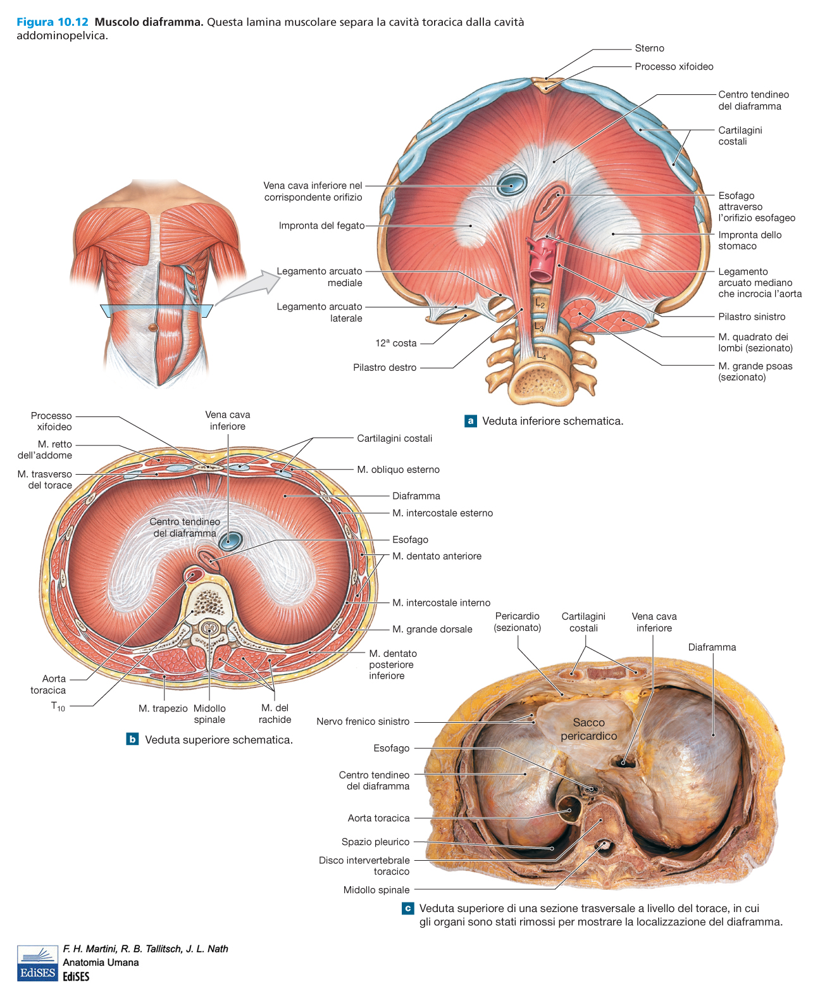 Figura 10.12 Muscolo diaframma. Questa lamina muscolare separa la cavità toracica dalla cavità
addominopelvica.
Sterno
Processo xifoideo
Centro tendineo
del diaframma
Cartilagini
costali
Vena cava inferiore nel
corrispondente orifizio
Esofago
attraverso
l'orifizio esofageo
Impronta del fegato
Impronta dello
stomaco
Legamento arcuato
mediale
Legamento
arcuato mediano
che incrocia l'aorta
Legamento arcuato
laterale
Pilastro sinistro
12ª costa
M. quadrato dei
lombi (sezionato)
Pilastro destro
M. grande psoas
(sezionato)
L2
L3
L4
a Veduta inferiore schematica.
Processo
xifoideo
Vena cava
inferiore
M. retto
dell'addome
Cartilagini costali
M. trasverso
del torace
M. obliquo esterno
Diaframma
M. intercostale esterno
Centro tendineo
del diaframma
Esofago
M. dentato anteriore
M. intercostale interno
M. grande dorsale
M. dentato
posteriore
inferiore
Aorta
toracica
T10
M. trapezio
Midollo
spinale
M. del
rachide
b Veduta superiore schematica.
Pericardio
(sezionato)
Cartilagini
costali
Vena cava
inferiore
Diaframma
Nervo frenico sinistro
Sacco
pericardico
Esofago
Centro tendineo
del diaframma
Aorta toracica
Spazio pleurico
Disco intervertebrale
toracico
Midollo spinale
c Veduta superiore di una sezione trasversale a livello del torace, in cui
gli organi sono stati rimossi per mostrare la localizzazione del diaframma.
F. H. Martini, R. B. Tallitsch, J. L. Nath
Anatomia Umana
EdiSES
EdiSES